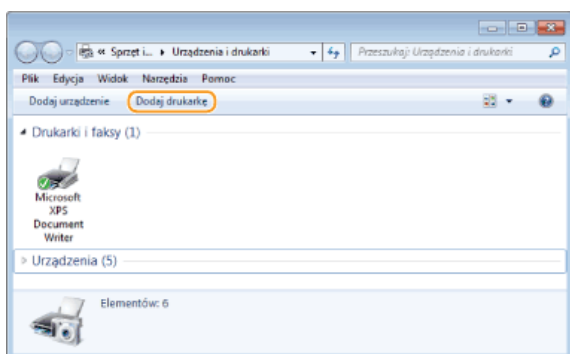 « Sprzęt i... ▸ Urządzenia i drukarki
Przeszukaj: Urządzenia i drukarki
Plik Edycja Widok Narzędzia Pomoc
Dodaj urządzenie Dodaj drukarkę
Drukarki i faksy (1)
Microsoft
XPS
Document
Writer
Urządzenia (5)
Elementów: 6